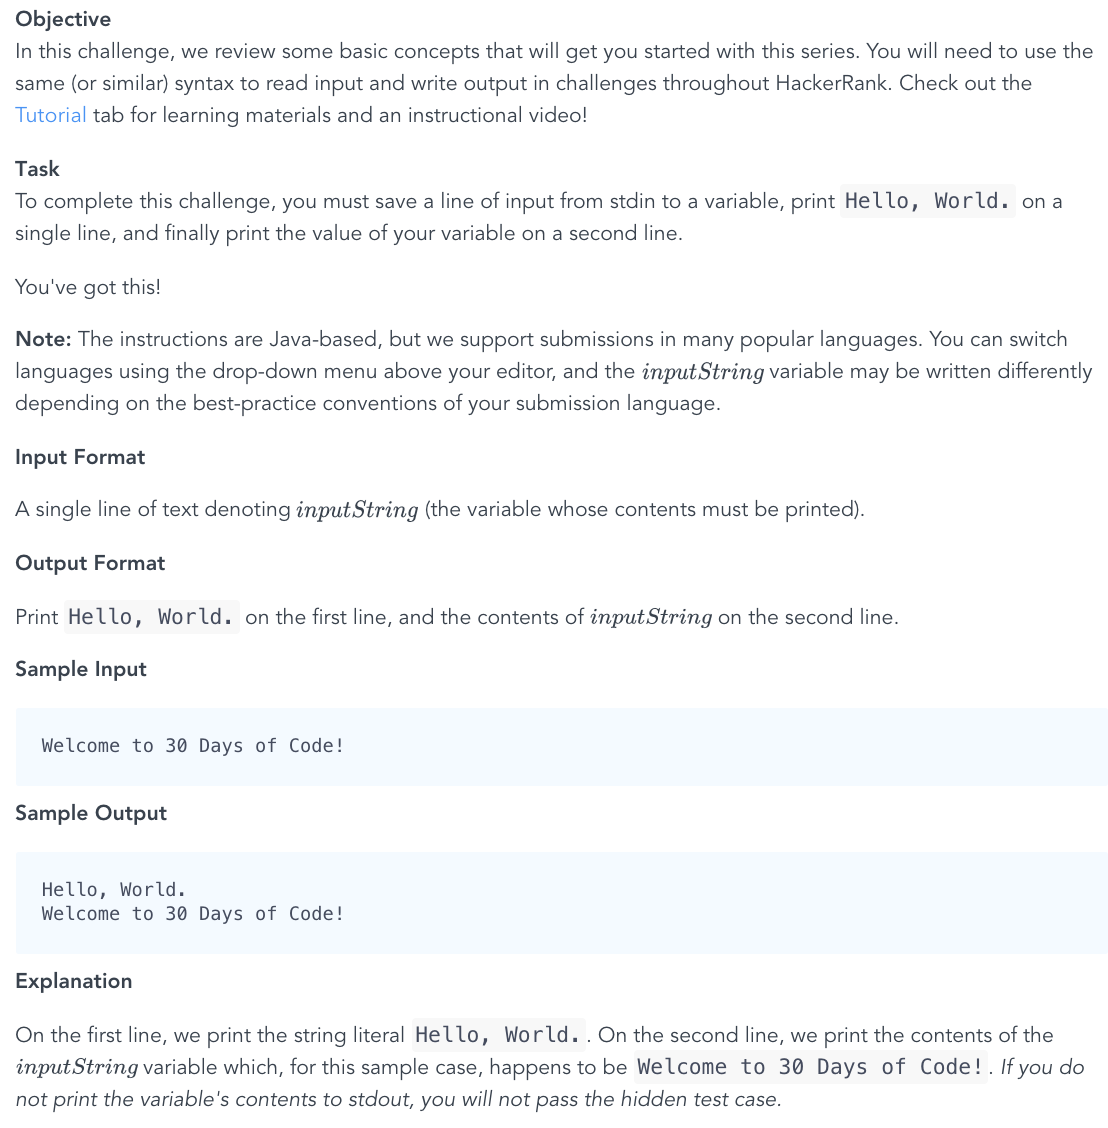 Objective
In this challenge, we review some basic concepts that will get you started with this series. You will need to use the
same (or similar) syntax to read input and write output in challenges throughout HackerRank. Check out the
Tutorial tab for learning materials and an instructional video!
Task
To complete this challenge, you must save a line of input from stdin to a variable, print Hello, World. on a
single line, and finally print the value of your variable on a second line.
You've got this!
Note: The instructions are Java-based, but we support submissions in many popular languages. You can switch
languages using the drop-down menu above your editor, and the inputString variable may be written differently
depending on the best-practice conventions of your submission language.
Input Format
A single line of text denoting inputString (the variable whose contents must be printed).
Output Format
Print Hello, World. on the first line, and the contents of inputString on the second line.
Sample Input
Welcome to 30 Days of Code!
Sample Output
Hello, World.
Welcome to 30 Days of Code!
Explanation
On the first line, we print the string literal Hello, World. . On the second line, we print the contents of the
inputString variable which, for this sample case, happens to be Welcome to 30 Days of Code! . If you do
not print the variable's contents to stdout, you will not pass the hidden test case.